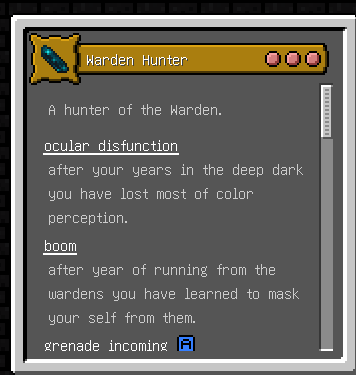 Warden Hunter
A hunter of the Warden.
ocular disfunction
after your years in the deep dark
you have lost most of color
perception.
boom
after year of running from the
wardens you have learned to mask
your self from them.
grenade incoming A